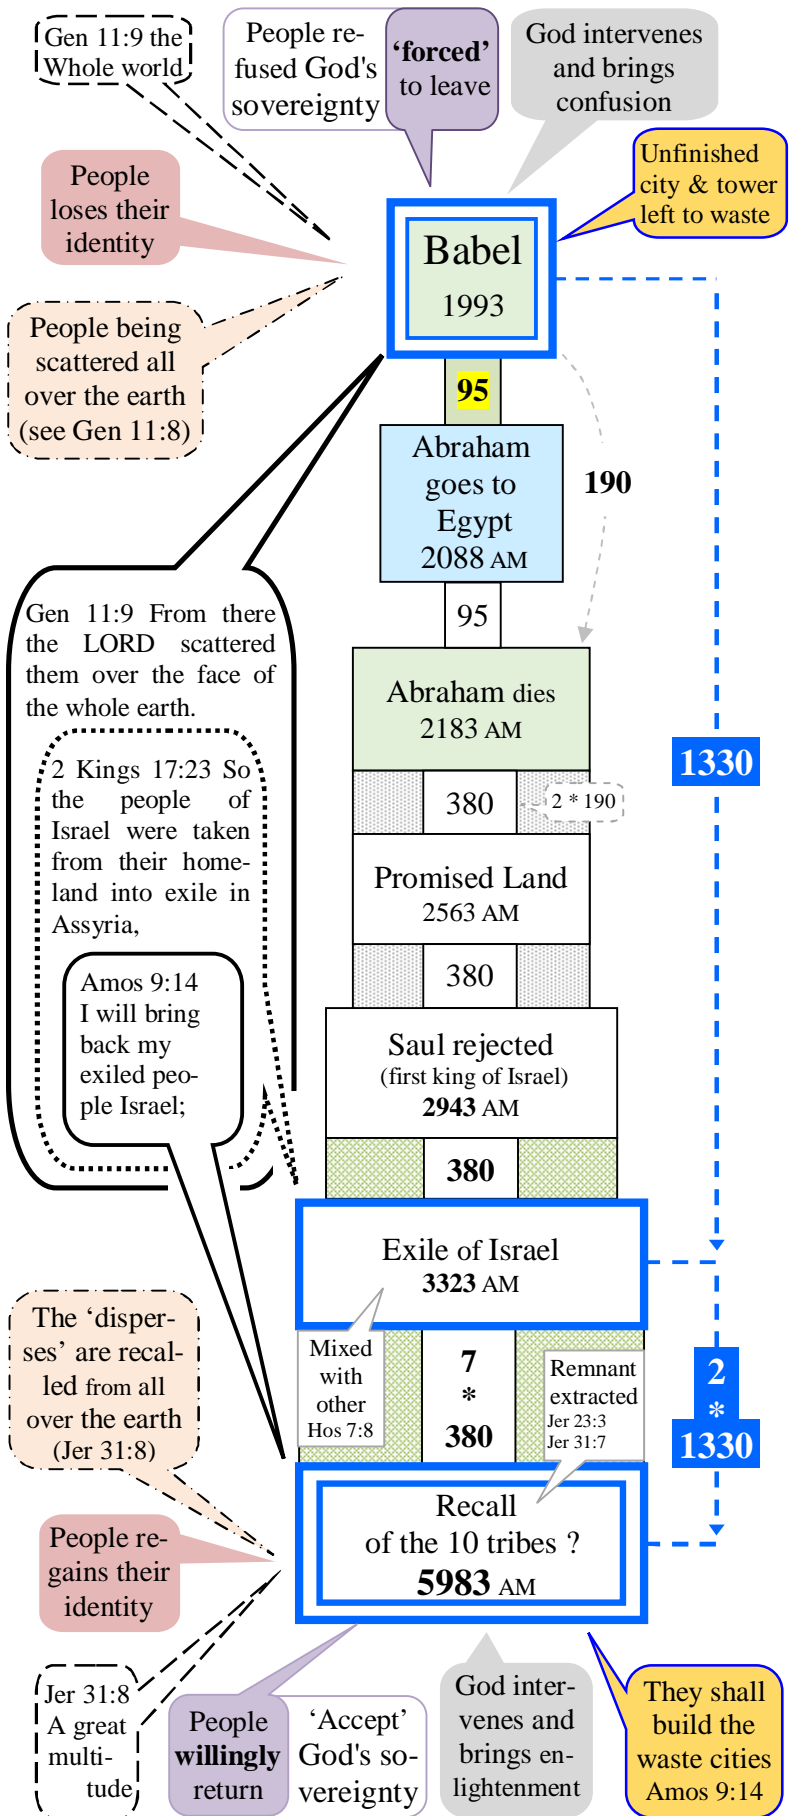 Gen 11:9 the
Whole world
People re-
fused God's
sovereignty
‘forced’
to leave
God intervenes
and brings
confusion
People
loses their
identity
Unfinished
city & tower
left to waste
Babel
1993
People being
scattered all
over the earth
(see Gen 11:8)
95
Abraham
goes to
Egypt
2088 AM
190
95
Gen 11:9 From there
the LORD scattered
them over the face of
the whole earth.
Abraham dies
2183 AM
1330
2 Kings 17:23 So
the people of
Israel were taken
from their home-
land into exile in
Assyria,
380
2 * 190
Promised Land
2563 AM
380
Amos 9:14
I will bring
back my
exiled peo-
ple Israel;
Saul rejected
(first king of Israel)
2943 AM
380
Exile of Israel
3323 AM
The ‘disper-
ses’ are recal-
led from all
over the earth
(Jer 31:8)
Mixed
with
other
Hos 7:8
7
*
380
Remnant
extracted
Jer 23:3
Jer 31:7
2
*
1330
Recall
of the 10 tribes ?
5983 AM
People re-
gains their
identity
Jer 31:8
A great
multi-
tude
People
willingly
return
‘Accept’
God's so-
vereignty
God inter-
venes and
brings en-
lightenment
They shall
build the
waste cities
Amos 9:14